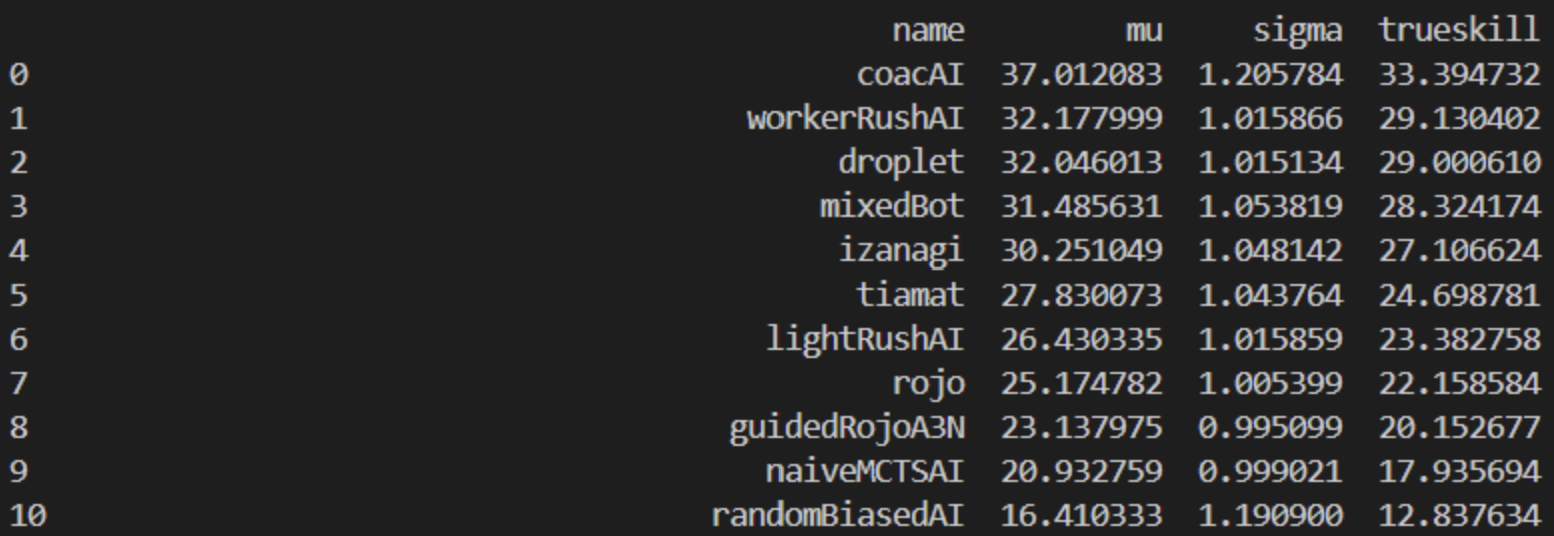 name mu sigma trueskill
0 coacAI 37.012083 1.205784 33.394732
1 workerRushAI 32.177999 1.015866 29.130402
2 droplet 32.046013 1.015134 29.000610
3 mixedBot 31.485631 1.053819 28.324174
4 izanagi 30.251049 1.048142 27.106624
5 tiamat 27.830073 1.043764 24.698781
6 lightRushAI 26.430335 1.015859 23.382758
7 rojo 25.174782 1.005399 22.158584
8 guidedRojoA3N 23.137975 0.995099 20.152677
9 naiveMCTSAI 20.932759 0.999021 17.935694
10 randomBiasedAI 16.410333 1.190900 12.837634